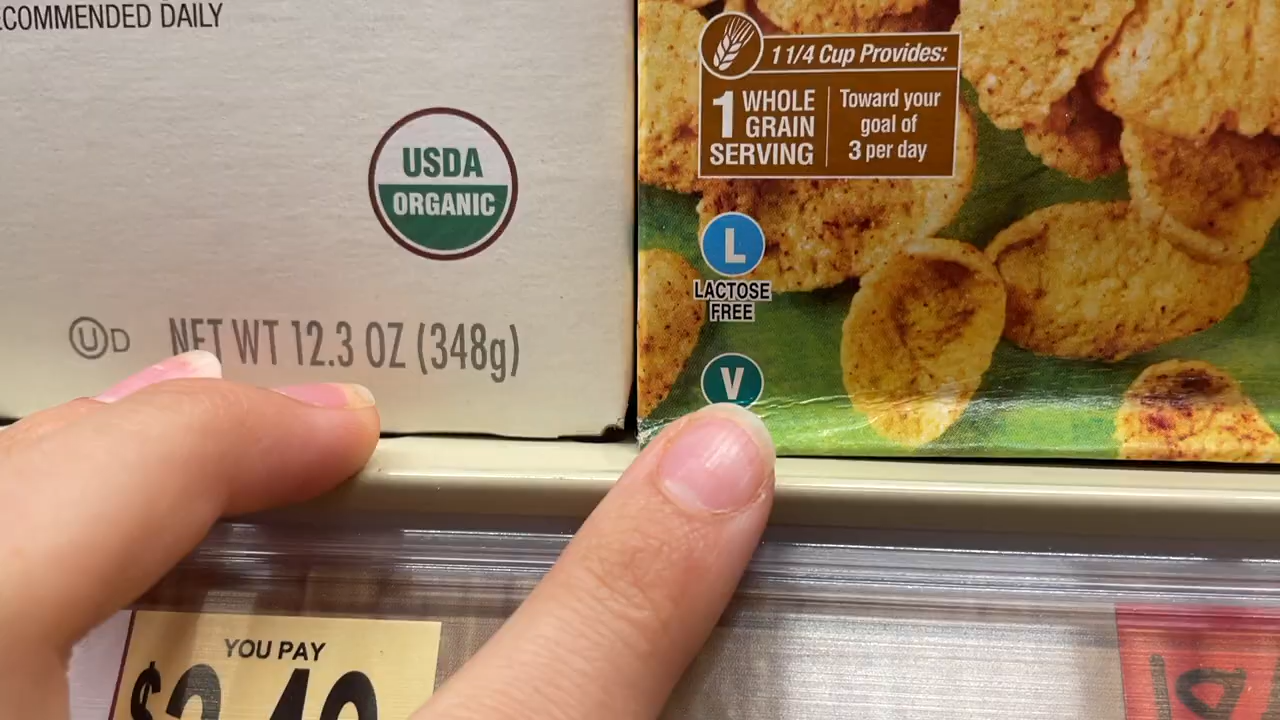 COMMENDED DAILY
USDA
ORGANIC
UD NET WT 12.3 OZ (348g)
1 1/4 Cup Provides:
1 WHOLE
GRAIN
SERVING
Toward your
goal of
3 per day
L
LACTOSE
FREE
V
YOU PAY